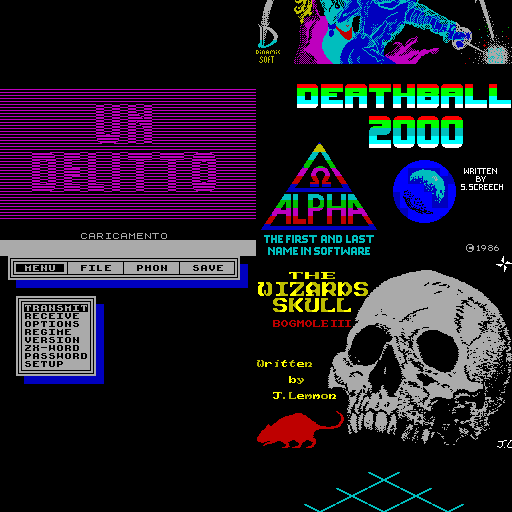 DINAMIC
SOFT
UN
DELITTO
CARICAMENTO
MENU FILE PHON SAVE
TRANSMIT
RECEIVE
OPTIONS
REGIME
VERSION
ZX-WORD
PASSWORD
SETUP
DEATHBALL
2000
Ω
ALPHA
THE FIRST AND LAST
NAME IN SOFTWARE
WRITTEN
BY
S.SCREECH
©1986
THE
WIZARDS
SKULL
BOGMOLE III
Written
by
J.Lemmon
J.L